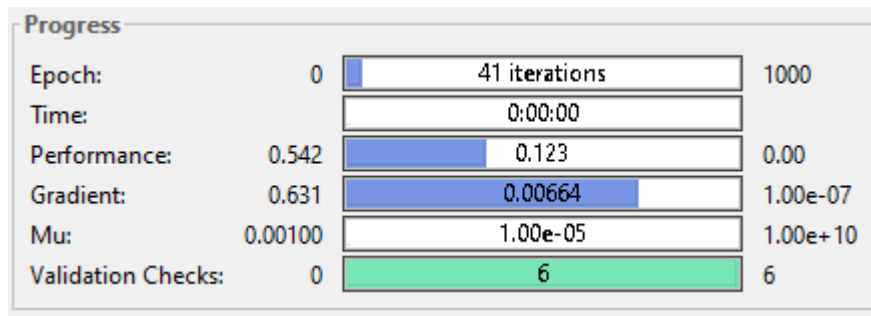 Progress
Epoch: 0 41 iterations 1000
Time: 0:00:00
Performance: 0.542 0.123 0.00
Gradient: 0.631 0.00664 1.00e-07
Mu: 0.00100 1.00e-05 1.00e+10
Validation Checks: 0 6 6